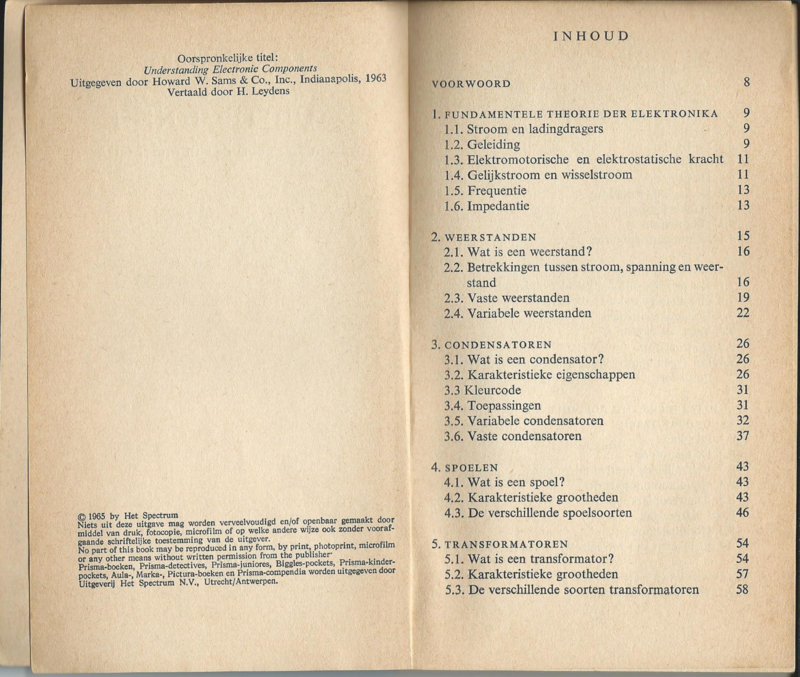 Oorspronkelijke titel:
Understanding Electronic Components
Uitgegeven door Howard W. Sams & Co., Inc., Indianapolis, 1963
Vertaald door H. Leydens
© 1965 by Het Spectrum
Niets uit deze uitgave mag worden verveelvoudigd en/of openbaar gemaakt door
middel van druk, fotocopie, microfilm of op welke andere wijze ook zonder vooraf-
gaande schriftelijke toestemming van de uitgever.
No part of this book may be reproduced in any form, by print, photoprint, microfilm
or any other means without written permission from the publisher
Prisma-boeken, Prisma-detectives, Prisma-juniores, Biggles-pockets, Prisma-kinder-
pockets, Aula-, Marka-, Pictura-boeken en Prisma-compendia worden uitgegeven door
Uitgeverij Het Spectrum N.V., Utrecht/Antwerpen.
INHOUD
VOORWOORD 8
1. FUNDAMENTELE THEORIE DER ELEKTRONIKA 9
1.1. Stroom en ladingdragers 9
1.2. Geleiding 9
1.3. Elektromotorische en elektrostatische kracht 11
1.4. Gelijkstroom en wisselstroom 11
1.5. Frequentie 13
1.6. Impedantie 13
2. WEERSTANDEN 15
2.1. Wat is een weerstand? 16
2.2. Betrekkingen tussen stroom, spanning en weer-
stand 16
2.3. Vaste weerstanden 19
2.4. Variabele weerstanden 22
3. CONDENSATOREN 26
3.1. Wat is een condensator? 26
3.2. Karakteristieke eigenschappen 26
3.3 Kleurcode 31
3.4. Toepassingen 31
3.5. Variabele condensatoren 32
3.6. Vaste condensatoren 37
4. SPOELEN 43
4.1. Wat is een spoel? 43
4.2. Karakteristieke grootheden 43
4.3. De verschillende spoelsoorten 46
5. TRANSFORMATOREN 54
5.1. Wat is een transformator? 54
5.2. Karakteristieke grootheden 57
5.3. De verschillende soorten transformatoren 58